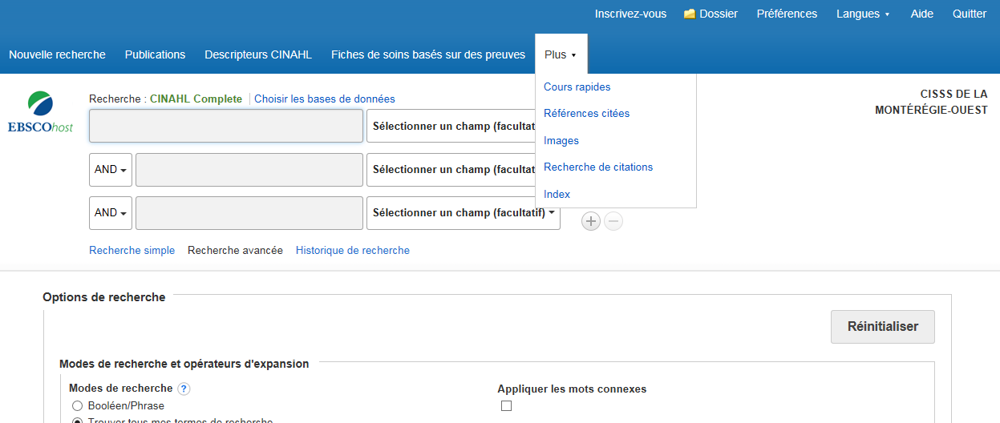 Inscrivez-vous Dossier Préférences Langues Aide Quitter
Nouvelle recherche Publications Descripteurs CINAHL Fiches de soins basés sur des preuves Plus
Cours rapides
Références citées
Images
Recherche de citations
Index
CISSS DE LA
MONTÉRÉGIE-OUEST
EBSCOhost
Recherche : CINAHL Complete Choisir les bases de données
Sélectionner un champ (facultat
AND Sélectionner un champ (facultat
AND Sélectionner un champ (facultatif)
Recherche simple Recherche avancée Historique de recherche
Options de recherche
Réinitialiser
Modes de recherche et opérateurs d'expansion
Modes de recherche ? Appliquer les mots connexes
Booléen/Phrase
Trouver tous mes termes de recherche